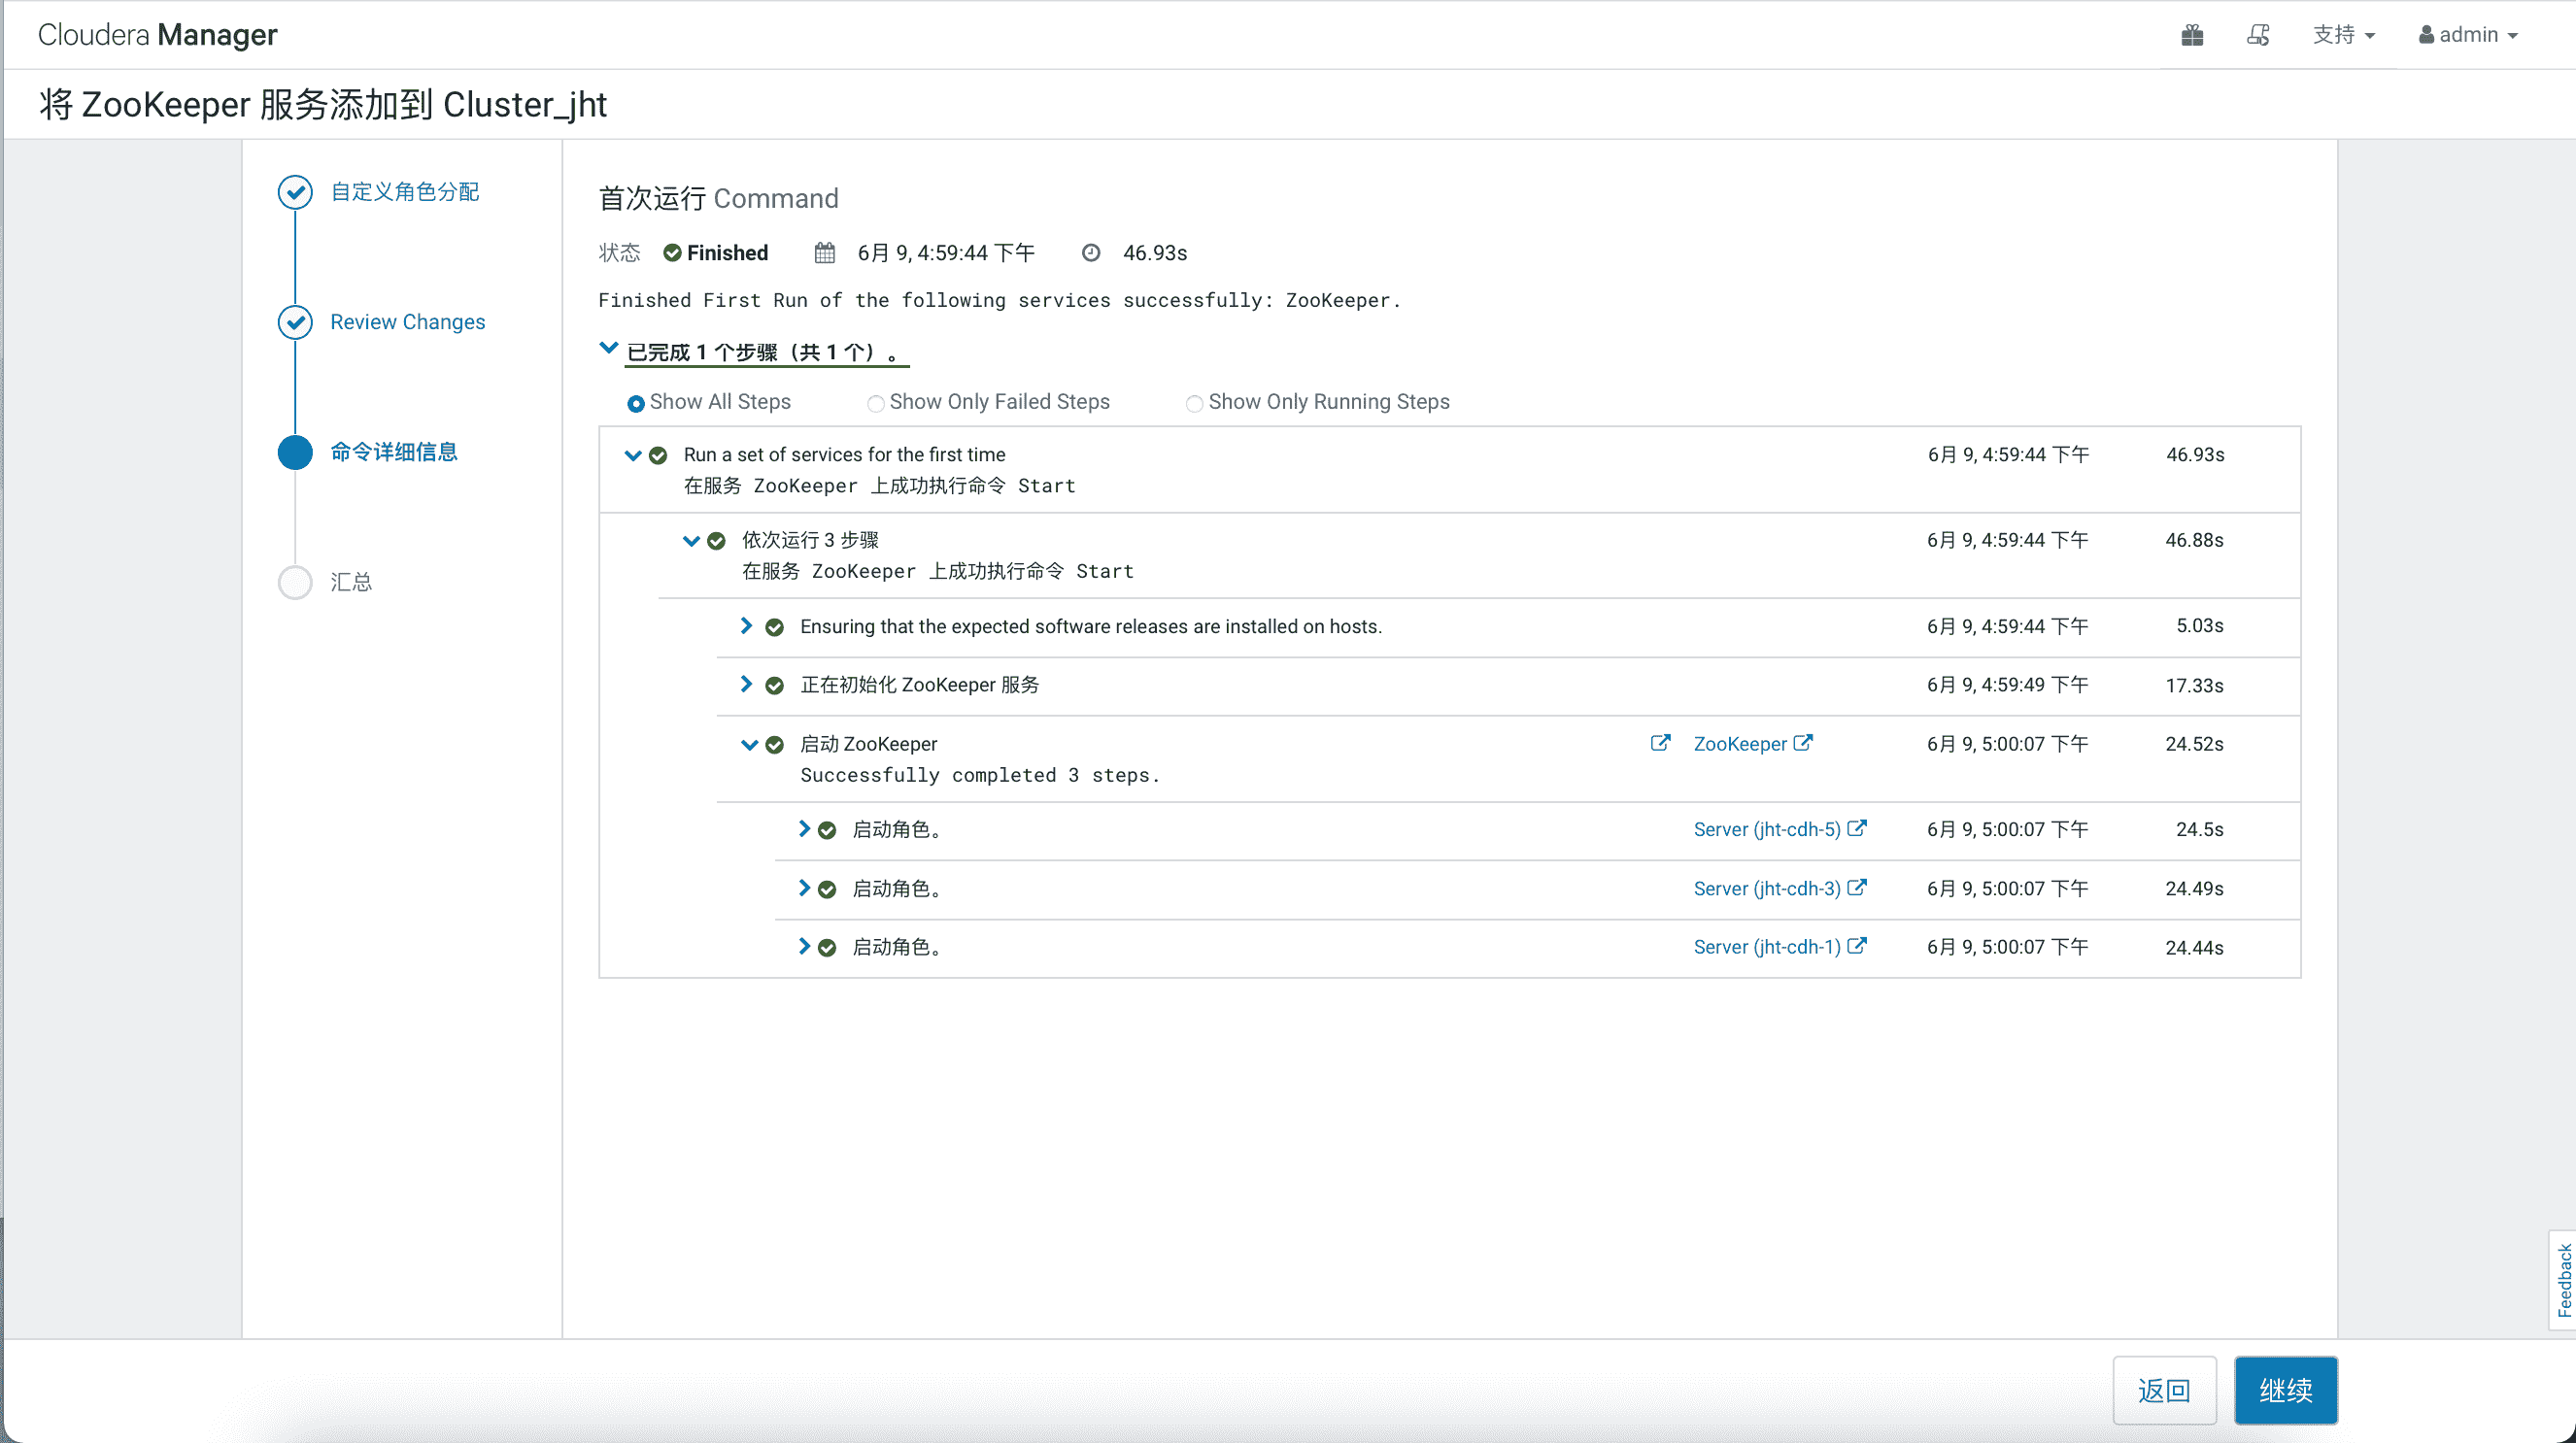 Cloudera Manager
支持
admin
将 ZooKeeper 服务添加到 Cluster_jht
自定义角色分配
Review Changes
命令详细信息
汇总
首次运行 Command
状态 Finished 6月 9, 4:59:44 下午 46.93s
Finished First Run of the following services successfully: ZooKeeper.
已完成 1 个步骤（共 1 个）。
Show All Steps Show Only Failed Steps Show Only Running Steps
Run a set of services for the first time 6月 9, 4:59:44 下午 46.93s
在服务 ZooKeeper 上成功执行命令 Start
依次运行 3 步骤 6月 9, 4:59:44 下午 46.88s
在服务 ZooKeeper 上成功执行命令 Start
Ensuring that the expected software releases are installed on hosts. 6月 9, 4:59:44 下午 5.03s
正在初始化 ZooKeeper 服务 6月 9, 4:59:49 下午 17.33s
启动 ZooKeeper ZooKeeper 6月 9, 5:00:07 下午 24.52s
Successfully completed 3 steps.
启动角色。 Server (jht-cdh-5) 6月 9, 5:00:07 下午 24.5s
启动角色。 Server (jht-cdh-3) 6月 9, 5:00:07 下午 24.49s
启动角色。 Server (jht-cdh-1) 6月 9, 5:00:07 下午 24.44s
Feedback
返回
继续